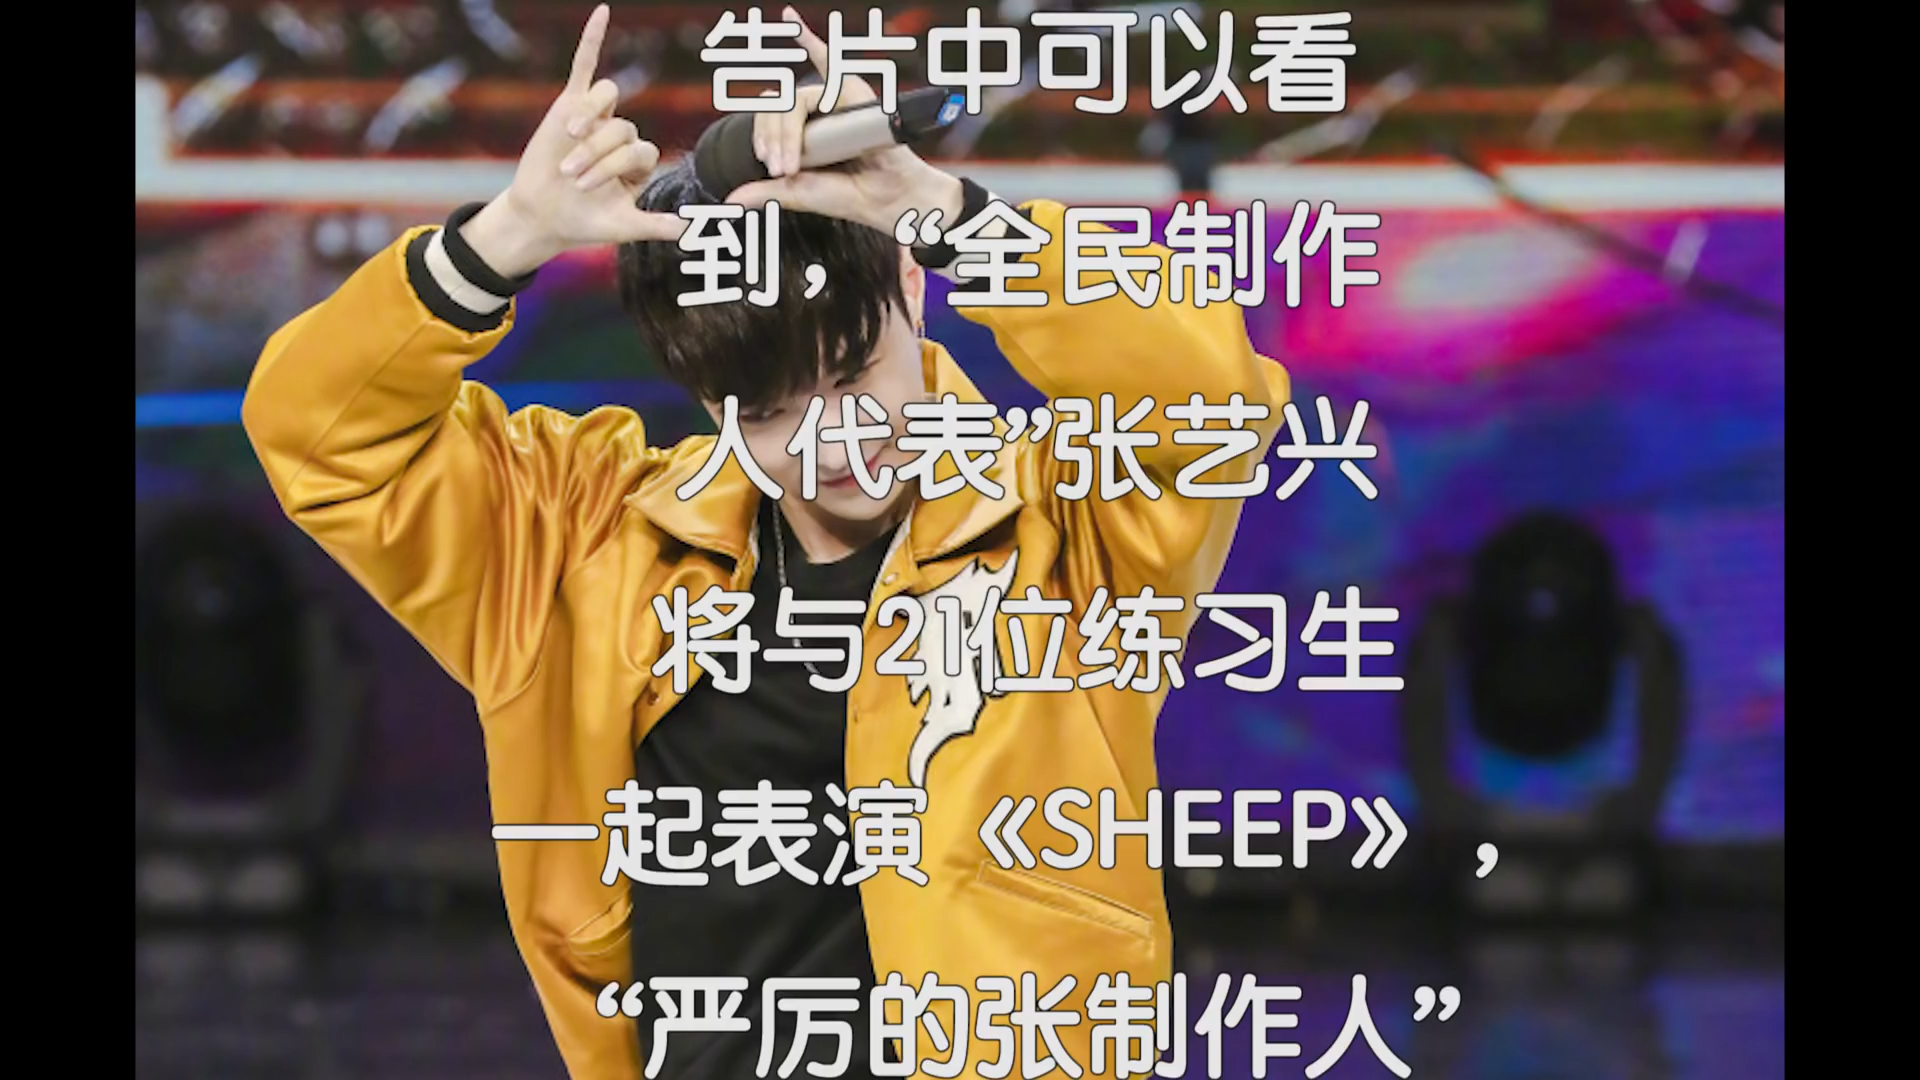 告片中可以看
到，“全民制作
人代表”张艺兴
将与21位练习生
一起表演《SHEEP》，
“严厉的张制作人”